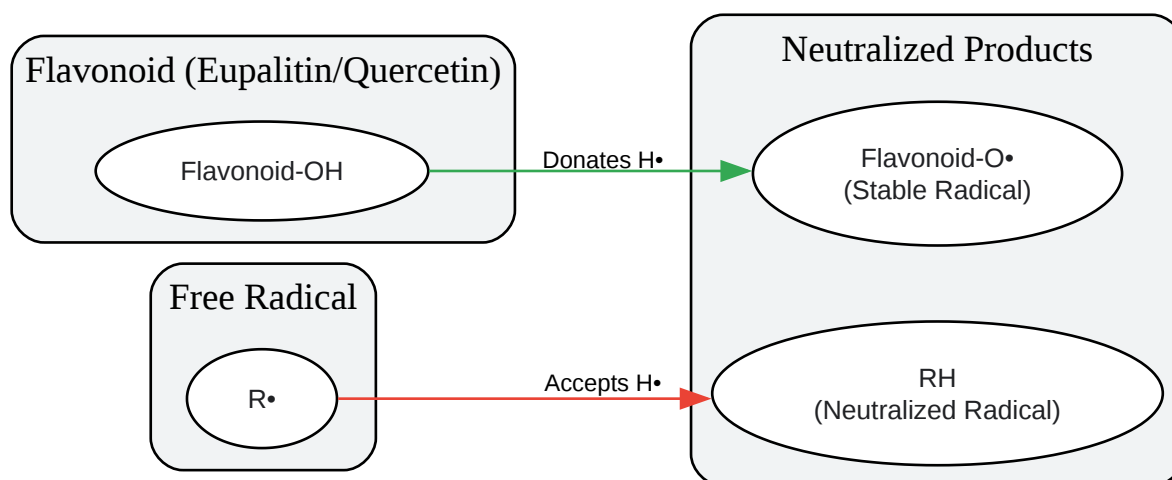 Flavonoid (Eupalitin/Quercetin)
Flavonoid-OH
Donates H•
Neutralized Products
Flavonoid-O•
(Stable Radical)
Free Radical
R•
Accepts H•
RH
(Neutralized Radical)